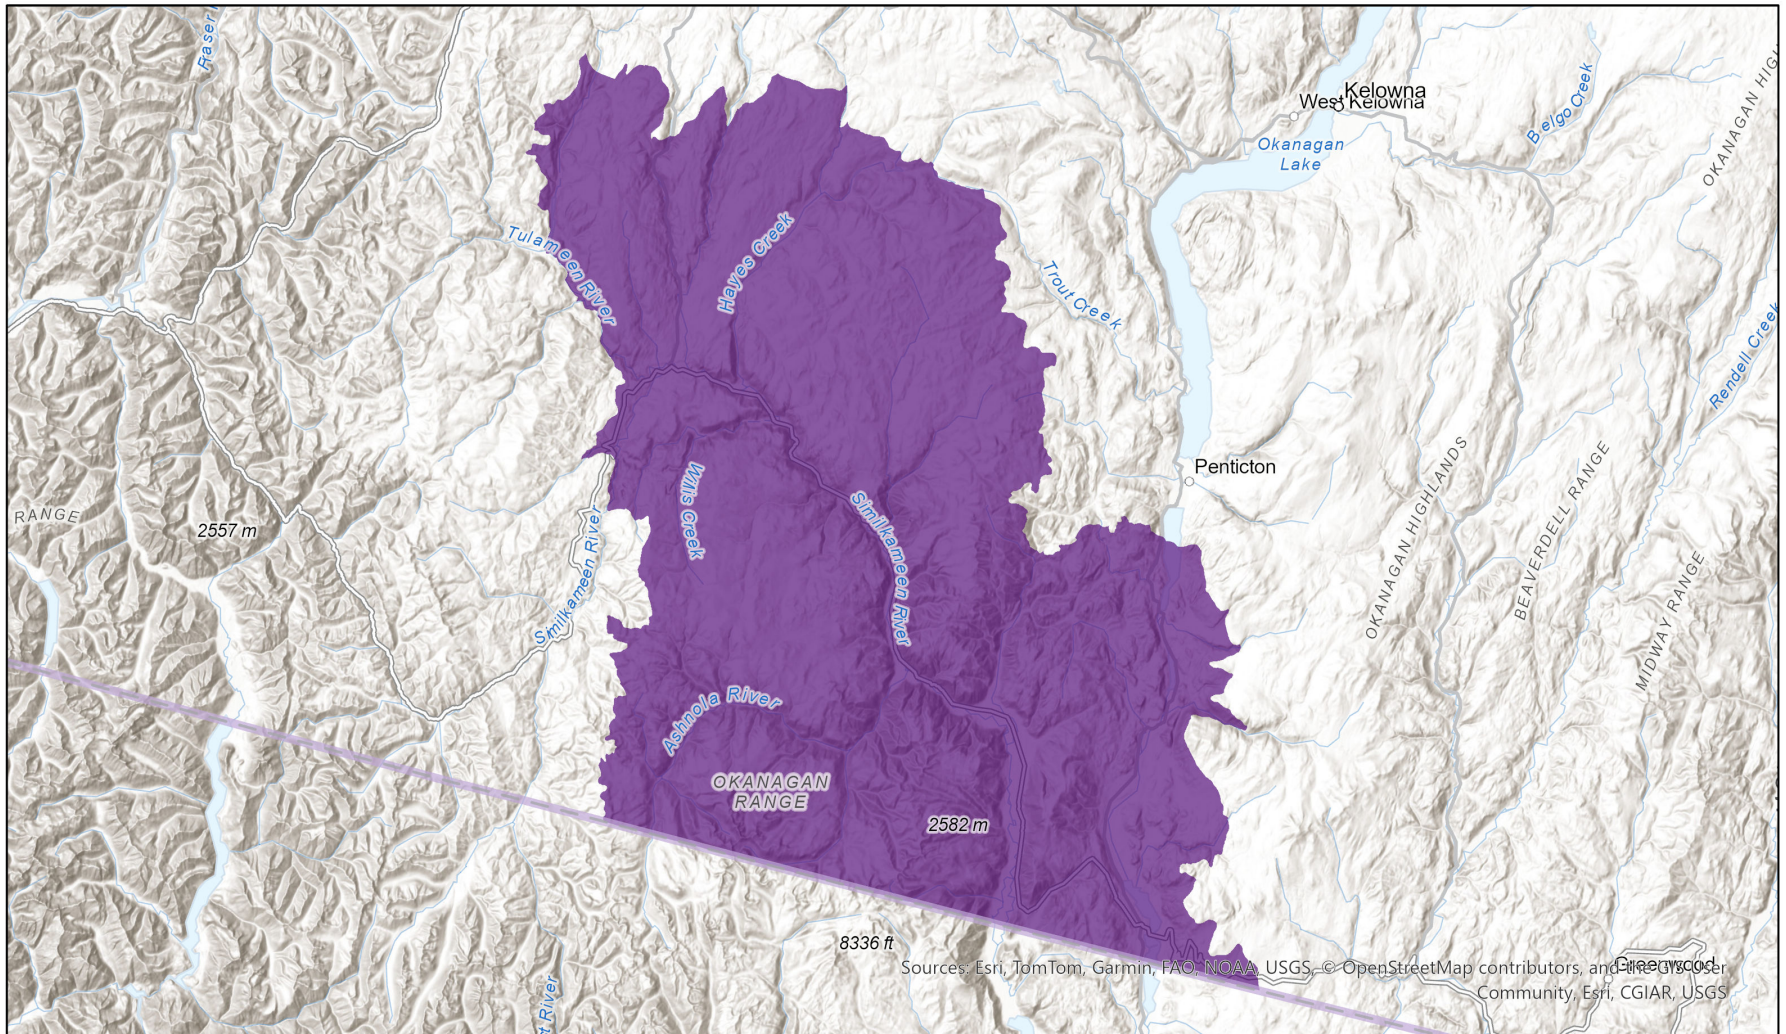 Fraser
Kelowna
West Kelowna
Belgo Creek
Okanagan
Lake
OKANAGAN HIG
Tulameen River
Hayes Creek
Trout Creek
Rendell Creek
Penticton
Willis Creek
Similkameen River
RANGE
2557 m
Similkameen River
OKANAGAN HIGHLANDS
BEAVERDELL RANGE
MIDWAY RANGE
Ashnola River
OKANAGAN
RANGE
2582 m
8336 ft
Greenwood
Sources: Esri, TomTom, Garmin, FAO, NOAA, USGS, © OpenStreetMap contributors, and the GIS User
Community, Esri, CGIAR, USGS
t River